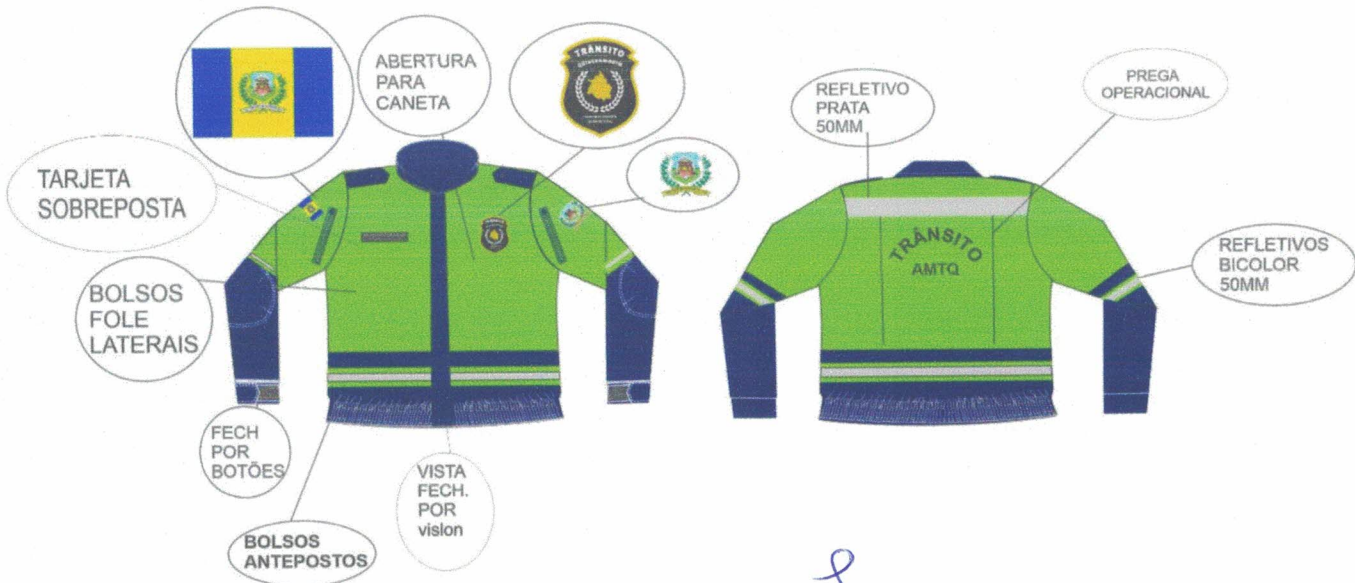 ABERTURA
PARA
CANETA
TRÂNSITO
TARJETA
SOBREPOSTA
BOLSOS
FOLE
LATERAIS
FECH
POR
BOTÕES
BOLSOS
ANTEPOSTOS
VISTA
FECH.
POR
vislon
REFLETIVO
PRATA
50MM
PREGA
OPERACIONAL
TRÂNSITO
AMTQ
REFLETIVOS
BICOLOR
50MM